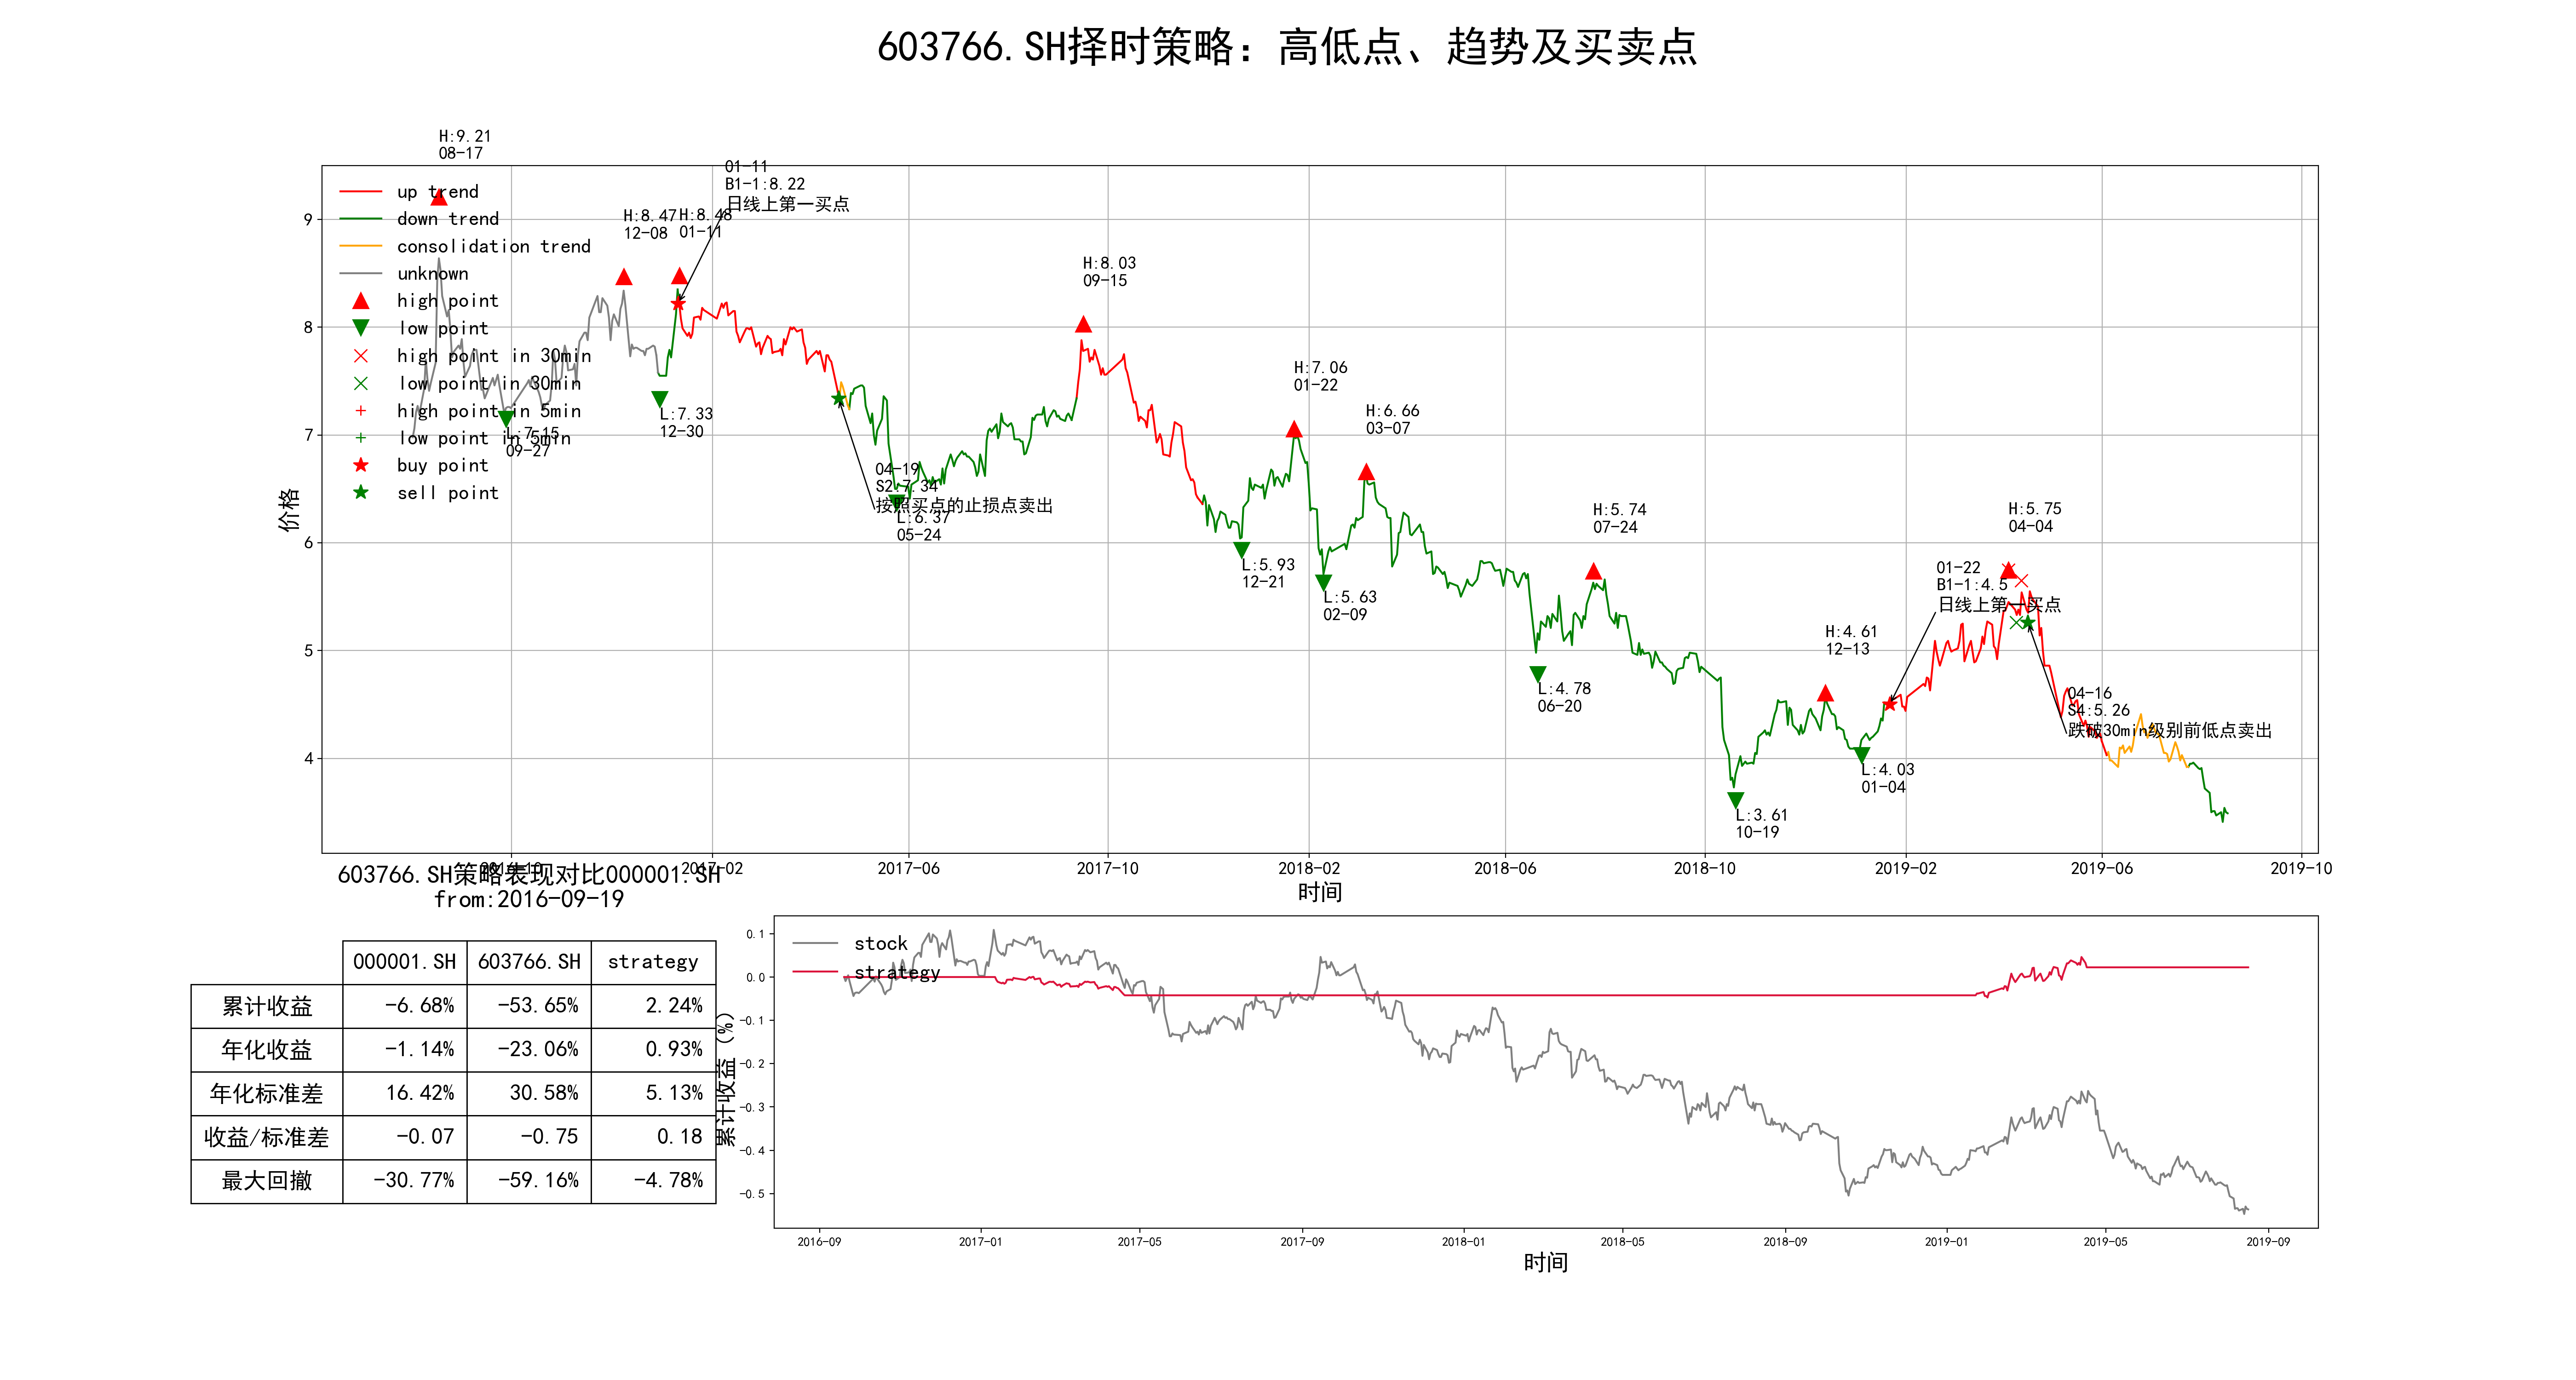 603766.SH择时策略: 高低点、趋势及买卖点
H:9.21
08-17
01-11
B1-1:8.22
日线上第一买点
up trend
down trend
consolidation trend
unknown
high point
low point
high point in 30min
low point in 30min
high point in 5min
low point in 5min
buy point
sell point
H:8.47
12-08
H:8.48
01-11
L:7.15
09-27
L:7.33
12-30
04-19
S2:7.34
按照买点的止损点卖出
L:6.37
05-24
H:8.03
09-15
L:5.93
12-21
H:7.06
01-22
L:5.63
02-09
H:6.66
03-07
L:4.78
06-20
H:5.74
07-24
L:3.61
10-19
H:4.61
12-13
L:4.03
01-04
01-22
B1-1:4.5
日线上第一买点
H:5.75
04-04
04-16
S4:5.26
跌破30min级别前低点卖出
价格
9
8
7
6
5
4
2016-10
2017-02
2017-06
2017-10
2018-02
2018-06
2018-10
2019-02
2019-06
2019-10
时间
603766.SH策略表现对比000001.SH
from:2016-09-19
000001.SH 603766.SH strategy
累计收益 -6.68% -53.65% 2.24%
年化收益 -1.14% -23.06% 0.93%
年化标准差 16.42% 30.58% 5.13%
收益/标准差 -0.07 -0.75 0.18
最大回撤 -30.77% -59.16% -4.78%
累计收益（%）
0.1
0.0
-0.1
-0.2
-0.3
-0.4
-0.5
stock
strategy
2016-09
2017-01
2017-05
2017-09
2018-01
2018-05
2018-09
2019-01
2019-05
2019-09
时间